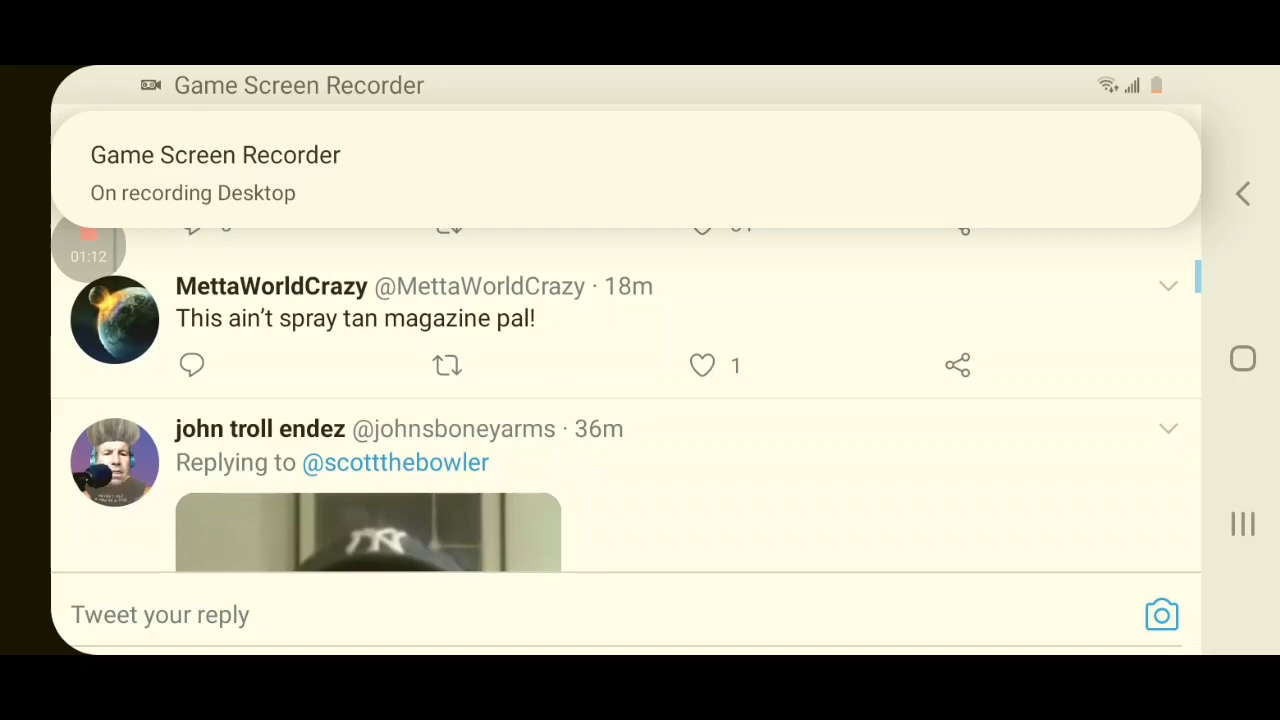 Game Screen Recorder
Game Screen Recorder
On recording Desktop
01:12
MettaWorldCrazy @MettaWorldCrazy · 18m
This ain't spray tan magazine pal!
1
john troll endez @johnsboneyarms · 36m
Replying to @scottthebowler
NY
Tweet your reply